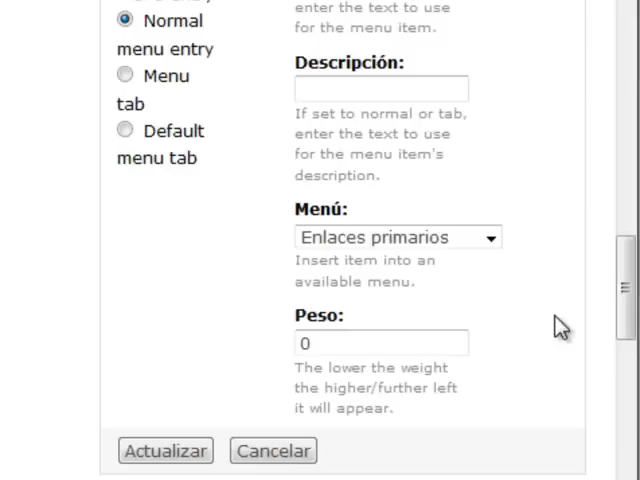 enter the text to use
for the menu item.
Normal
menu entry
Menu
tab
Default
menu tab
Descripción:
If set to normal or tab,
enter the text to use
for the menu item's
description.
Menú:
Enlaces primarios
Insert item into an
available menu.
Peso:
0
The lower the weight
the higher/further left
it will appear.
Actualizar
Cancelar